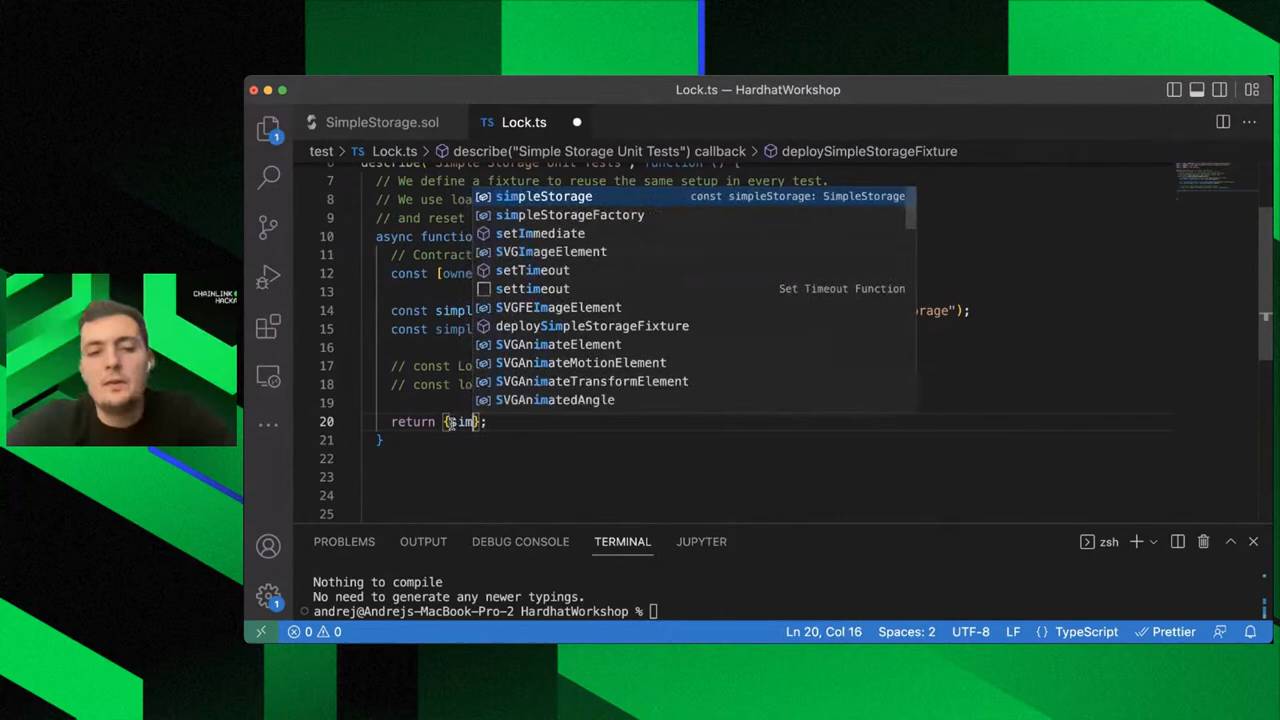 Lock.ts — HardhatWorkshop
SimpleStorage.sol
TS Lock.ts
test > TS Lock.ts > describe("Simple Storage Unit Tests") callback > deploySimpleStorageFixture
7 // We define a fixture to reuse the same setup in every test.
8 // We use loa
9 // and reset
10 async functio
11 // Contract
12 const [owne
13
14 const simpl
orage");
15 const simpl
16
17 // const Lo
18 // const lo
19
20 return {sim};
21 }
22
23
24
25
simpleStorage const simpleStorage: SimpleStorage
simpleStorageFactory
setImmediate
SVGImageElement
setTimeout
settimeout Set Timeout Function
SVGFEImageElement
deploySimpleStorageFixture
SVGAnimateElement
SVGAnimateMotionElement
SVGAnimateTransformElement
SVGAnimatedAngle
CHAINLINK
HACKA
1
1
PROBLEMS OUTPUT DEBUG CONSOLE TERMINAL JUPYTER
zsh
Nothing to compile
No need to generate any newer typings.
andrej@Andrejs-MacBook-Pro-2 HardhatWorkshop %
0 0 Ln 20, Col 16 Spaces: 2 UTF-8 LF {} TypeScript Prettier